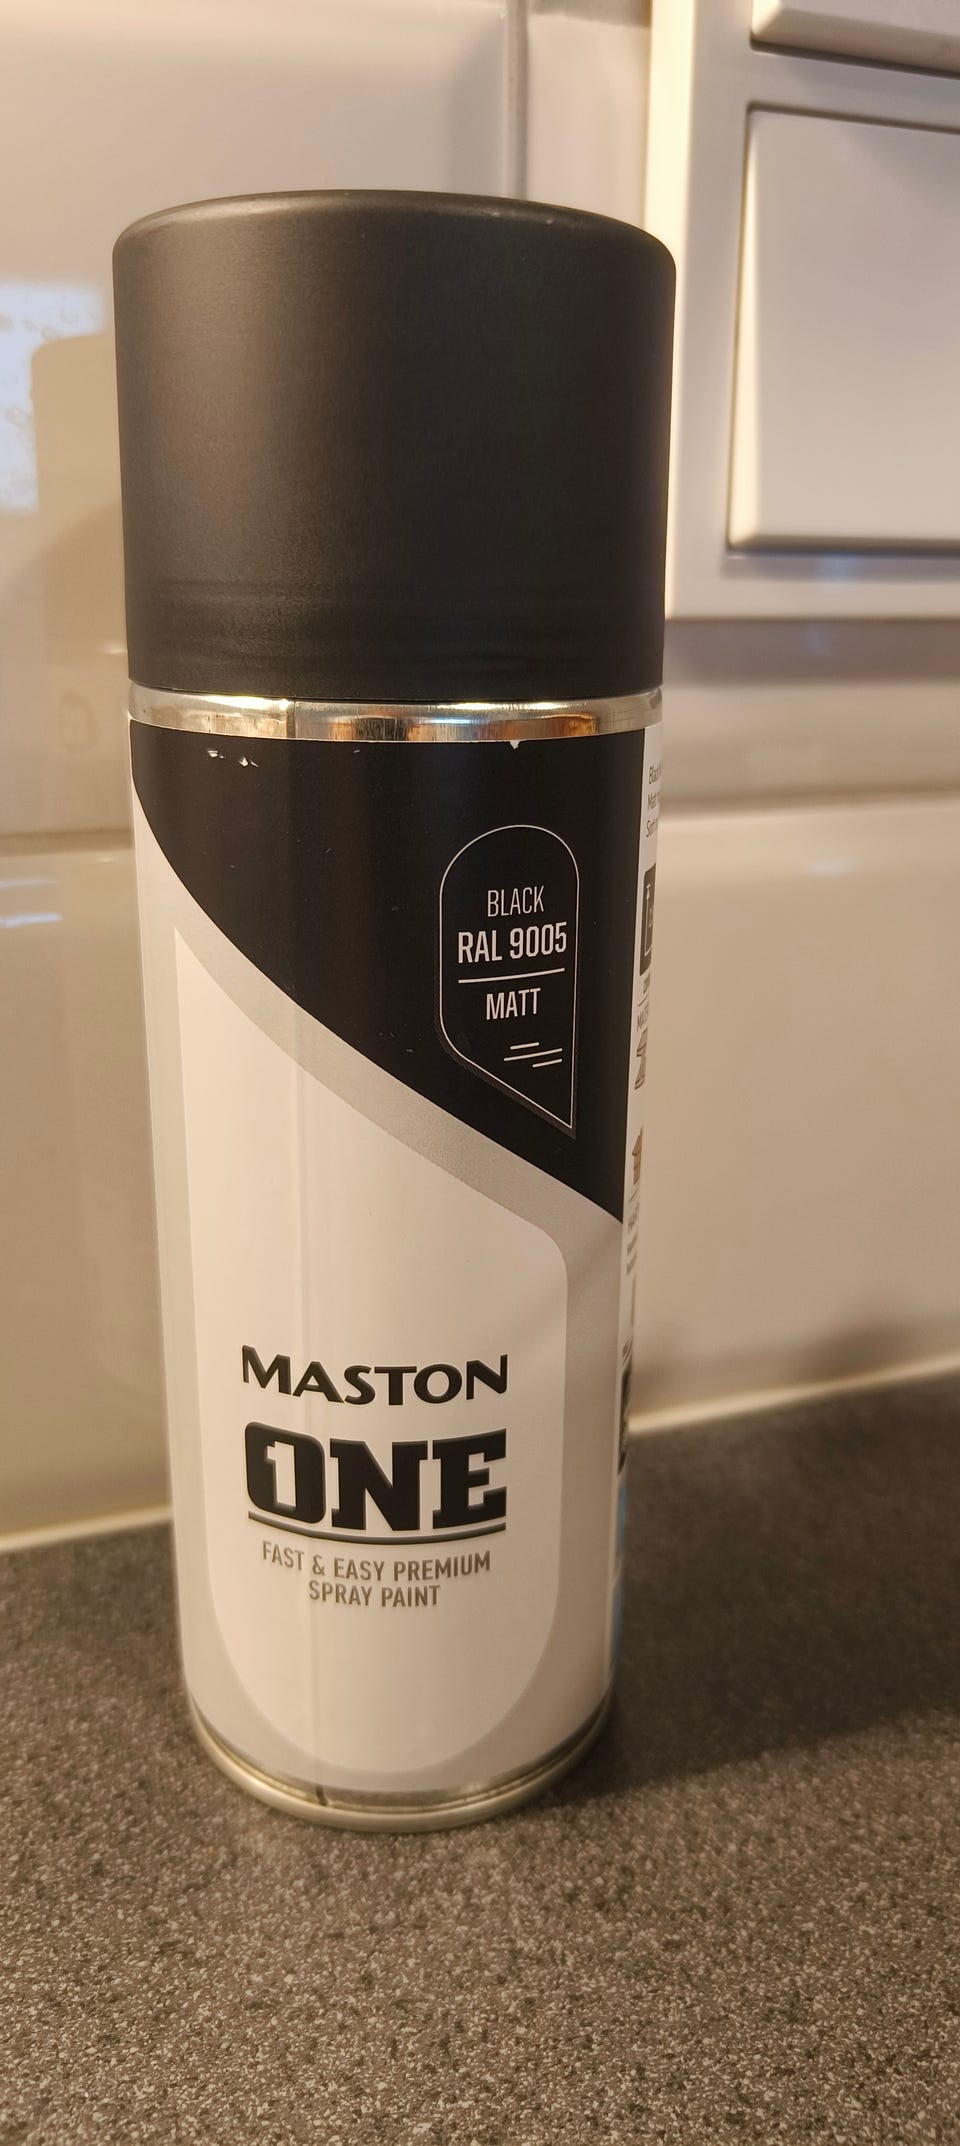 BLACK
RAL 9005
MATT
MASTON
ONE
FAST & EASY PREMIUM
SPRAY PAINT